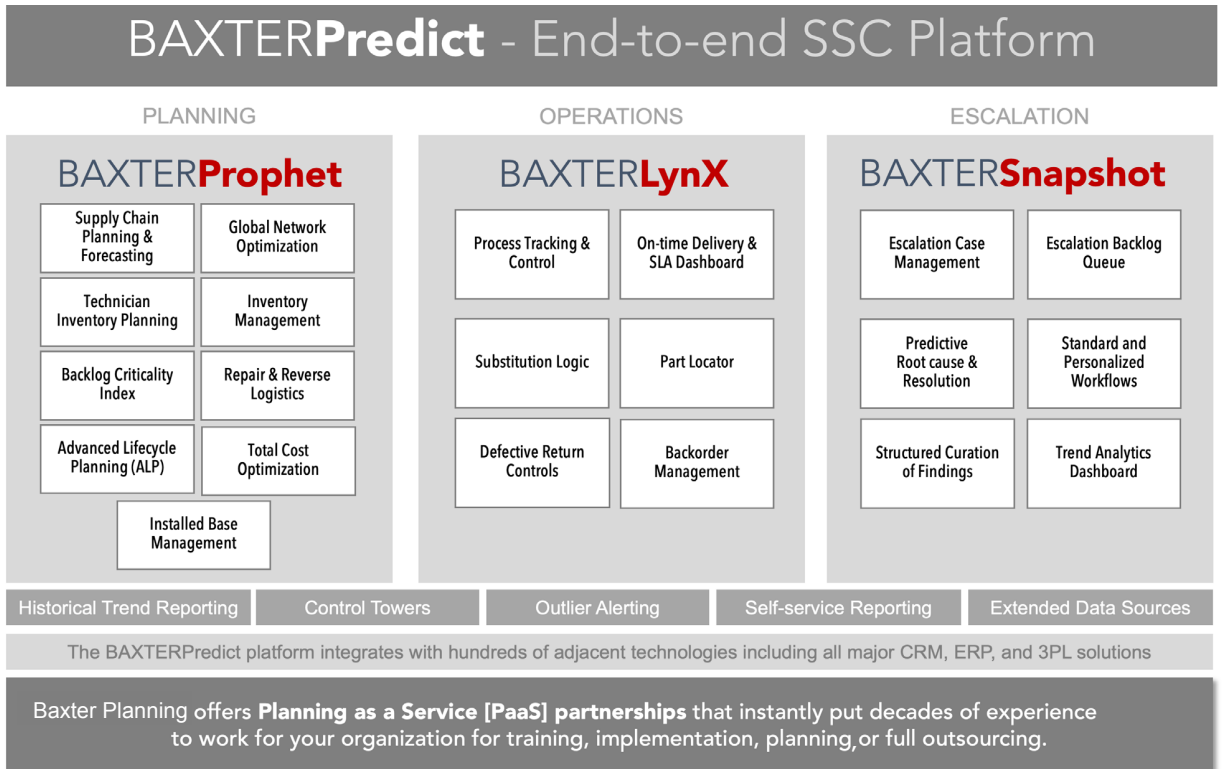 BAXTERPredict - End-to-end SSC Platform
PLANNING
BAXTERProphet
Supply Chain
Planning &
Forecasting
Global Network
Optimization
Technician
Inventory Planning
Inventory
Management
Backlog Criticality
Index
Repair & Reverse
Logistics
Advanced Lifecycle
Planning (ALP)
Total Cost
Optimization
Installed Base
Management
OPERATIONS
BAXTERLynX
Process Tracking &
Control
On-time Delivery &
SLA Dashboard
Substitution Logic
Part Locator
Defective Return
Controls
Backorder
Management
ESCALATION
BAXTERSnapshot
Escalation Case
Management
Escalation Backlog
Queue
Predictive
Root cause &
Resolution
Standard and
Personalized
Workflows
Structured Curation
of Findings
Trend Analytics
Dashboard
Historical Trend Reporting
Control Towers
Outlier Alerting
Self-service Reporting
Extended Data Sources
The BAXTERPredict platform integrates with hundreds of adjacent technologies including all major CRM, ERP, and 3PL solutions
Baxter Planning offers Planning as a Service [PaaS] partnerships that instantly put decades of experience
to work for your organization for training, implementation, planning,or full outsourcing.